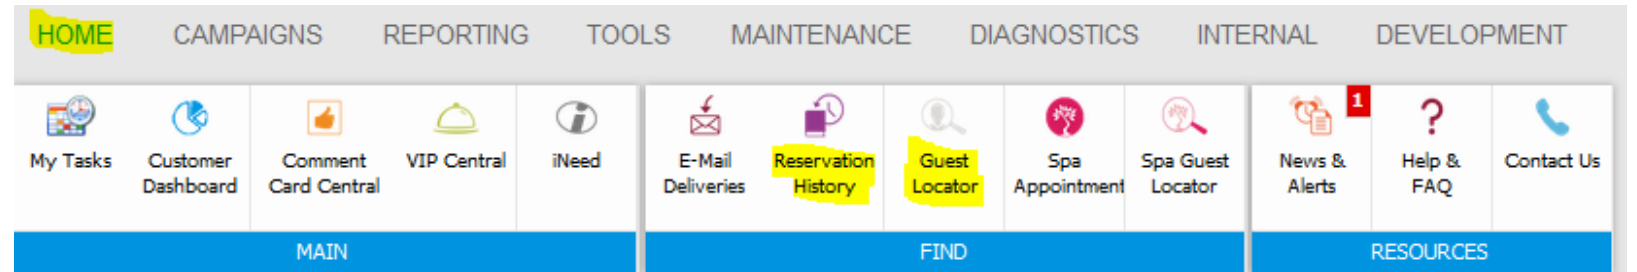 HOME CAMPAIGNS REPORTING TOOLS MAINTENANCE DIAGNOSTICS INTERNAL DEVELOPMENT
1
My Tasks
Customer
Dashboard
Comment
Card Central
VIP Central
iNeed
MAIN
E-Mail
Deliveries
Reservation
History
Guest
Locator
Spa
Appointment
Spa Guest
Locator
FIND
News &
Alerts
Help &
FAQ
Contact Us
RESOURCES